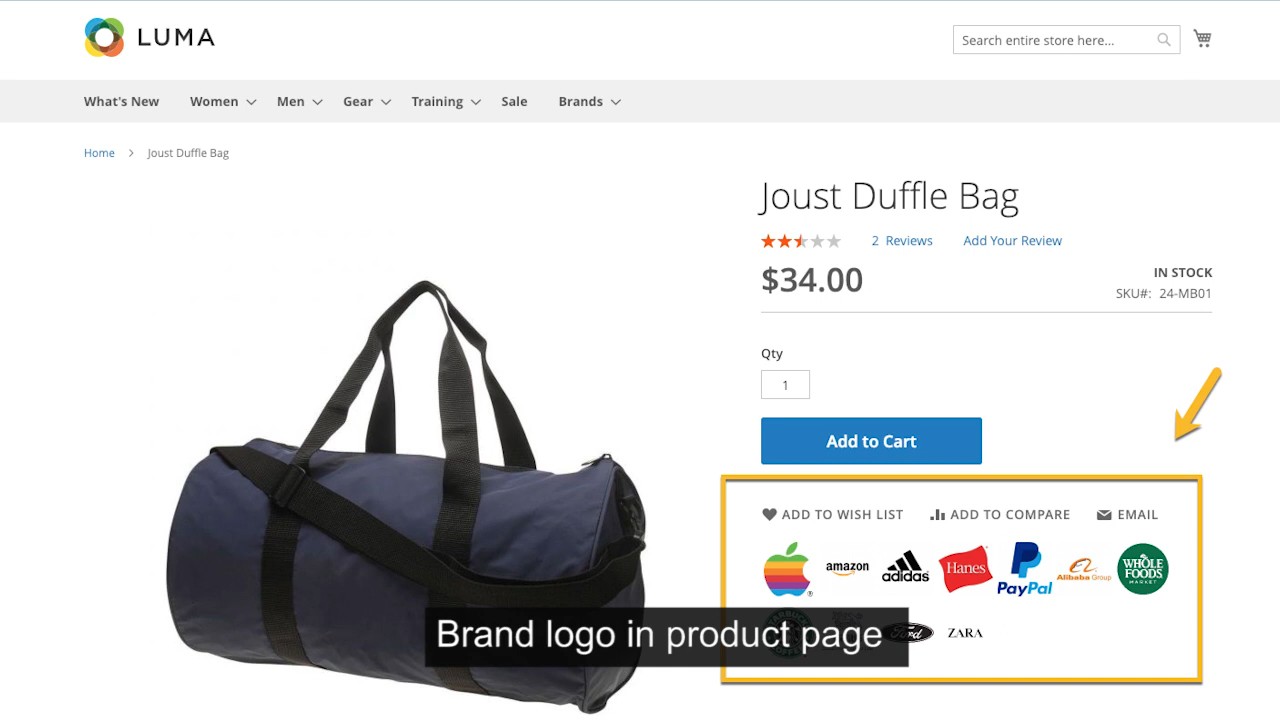 LUMA
Search entire store here...
What's New Women Men Gear Training Sale Brands
Home Joust Duffle Bag
Joust Duffle Bag
2 Reviews Add Your Review
$34.00
IN STOCK
SKU#: 24-MB01
Qty
1
Add to Cart
ADD TO WISH LIST ADD TO COMPARE EMAIL
amazon adidas Hanes PayPal Alibaba Group WHOLE FOODS MARKET
Ford ZARA
Brand logo in product page